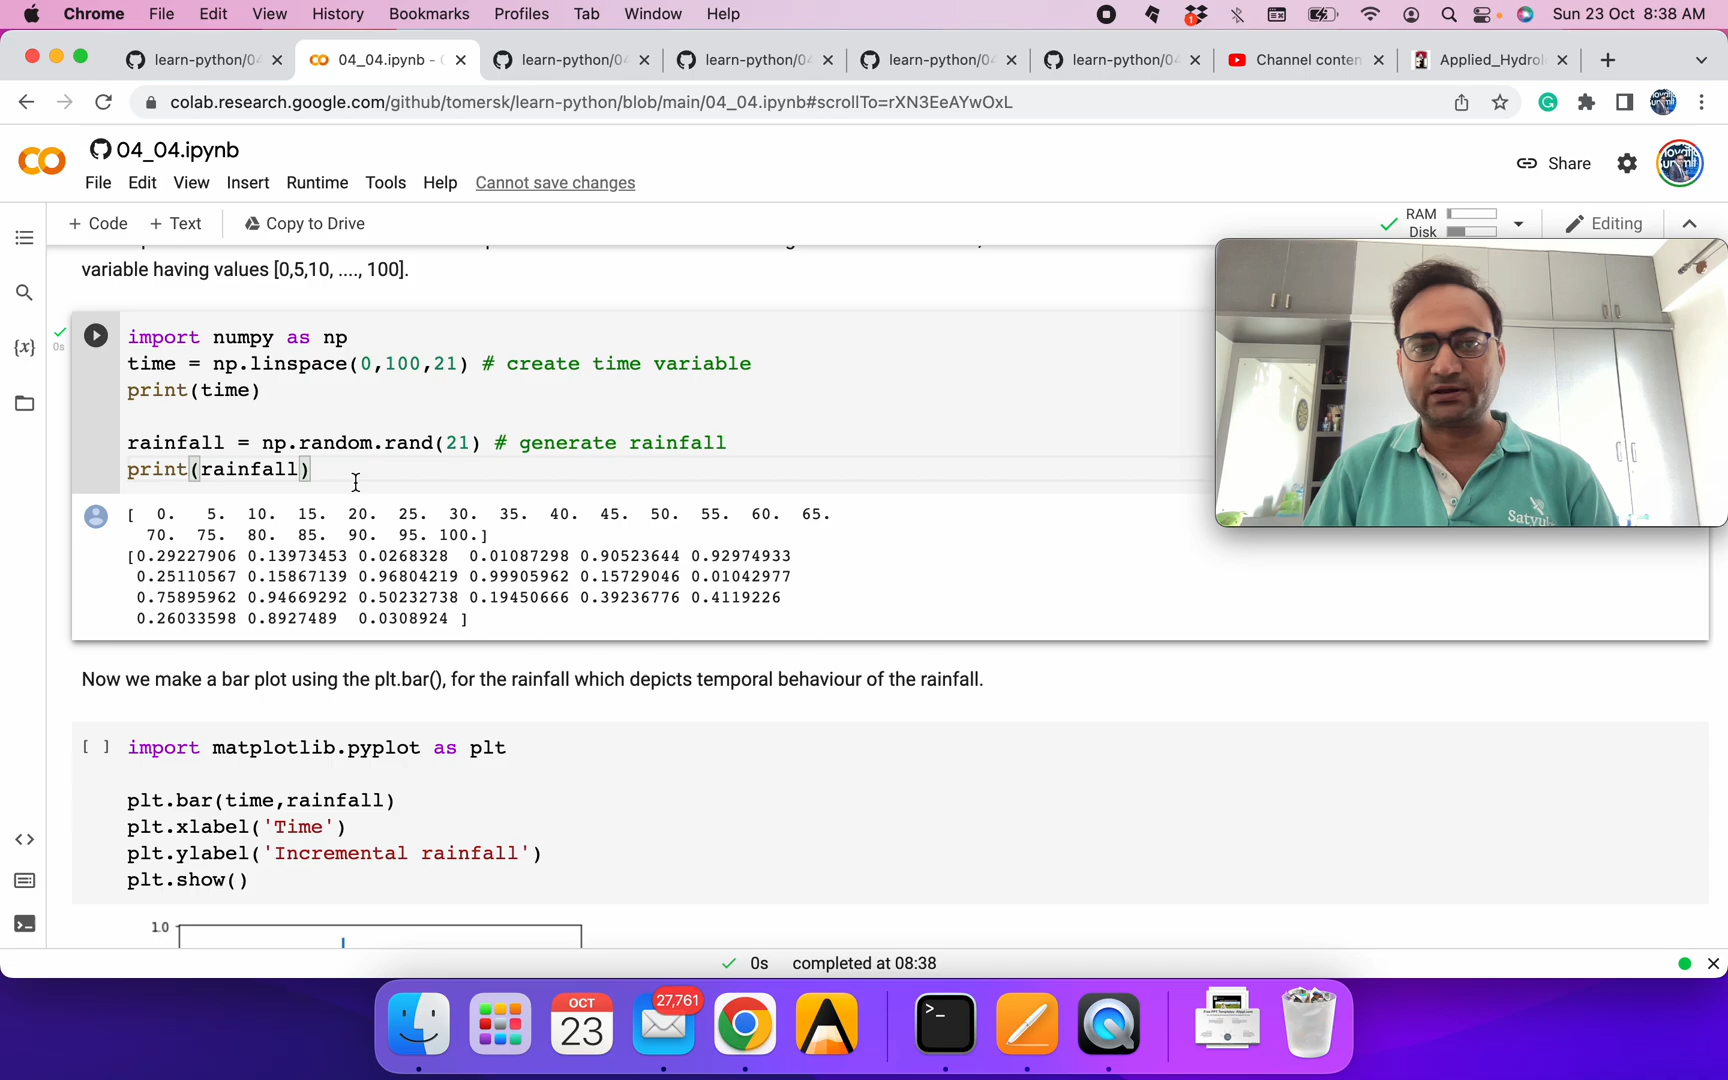 Chrome File Edit View History Bookmarks Profiles Tab Window Help Sun 23 Oct 8:38 AM
learn-python/04 04_04.ipynb - learn-python/04 learn-python/04 learn-python/04 learn-python/04 Channel conten Applied_Hydrol
colab.research.google.com/github/tomersk/learn-python/blob/main/04_04.ipynb#scrollTo=rXN3EeAYwOxL
04_04.ipynb
Share
File Edit View Insert Runtime Tools Help Cannot save changes
+ Code + Text Copy to Drive
RAM
Disk
Editing
variable having values [0,5,10, ...., 100].
import numpy as np
0s
time = np.linspace(0,100,21) # create time variable
print(time)
rainfall = np.random.rand(21) # generate rainfall
print(rainfall)
[ 0. 5. 10. 15. 20. 25. 30. 35. 40. 45. 50. 55. 60. 65.
70. 75. 80. 85. 90. 95. 100.]
[0.29227906 0.13973453 0.0268328 0.01087298 0.90523644 0.92974933
0.25110567 0.15867139 0.96804219 0.99905962 0.15729046 0.01042977
0.75895962 0.94669292 0.50232738 0.19450666 0.39236776 0.4119226
0.26033598 0.8927489 0.0308924 ]
Now we make a bar plot using the plt.bar(), for the rainfall which depicts temporal behaviour of the rainfall.
[ ] import matplotlib.pyplot as plt
plt.bar(time,rainfall)
plt.xlabel('Time')
plt.ylabel('Incremental rainfall')
plt.show()
1.0
0s completed at 08:38
OCT
23
27,761